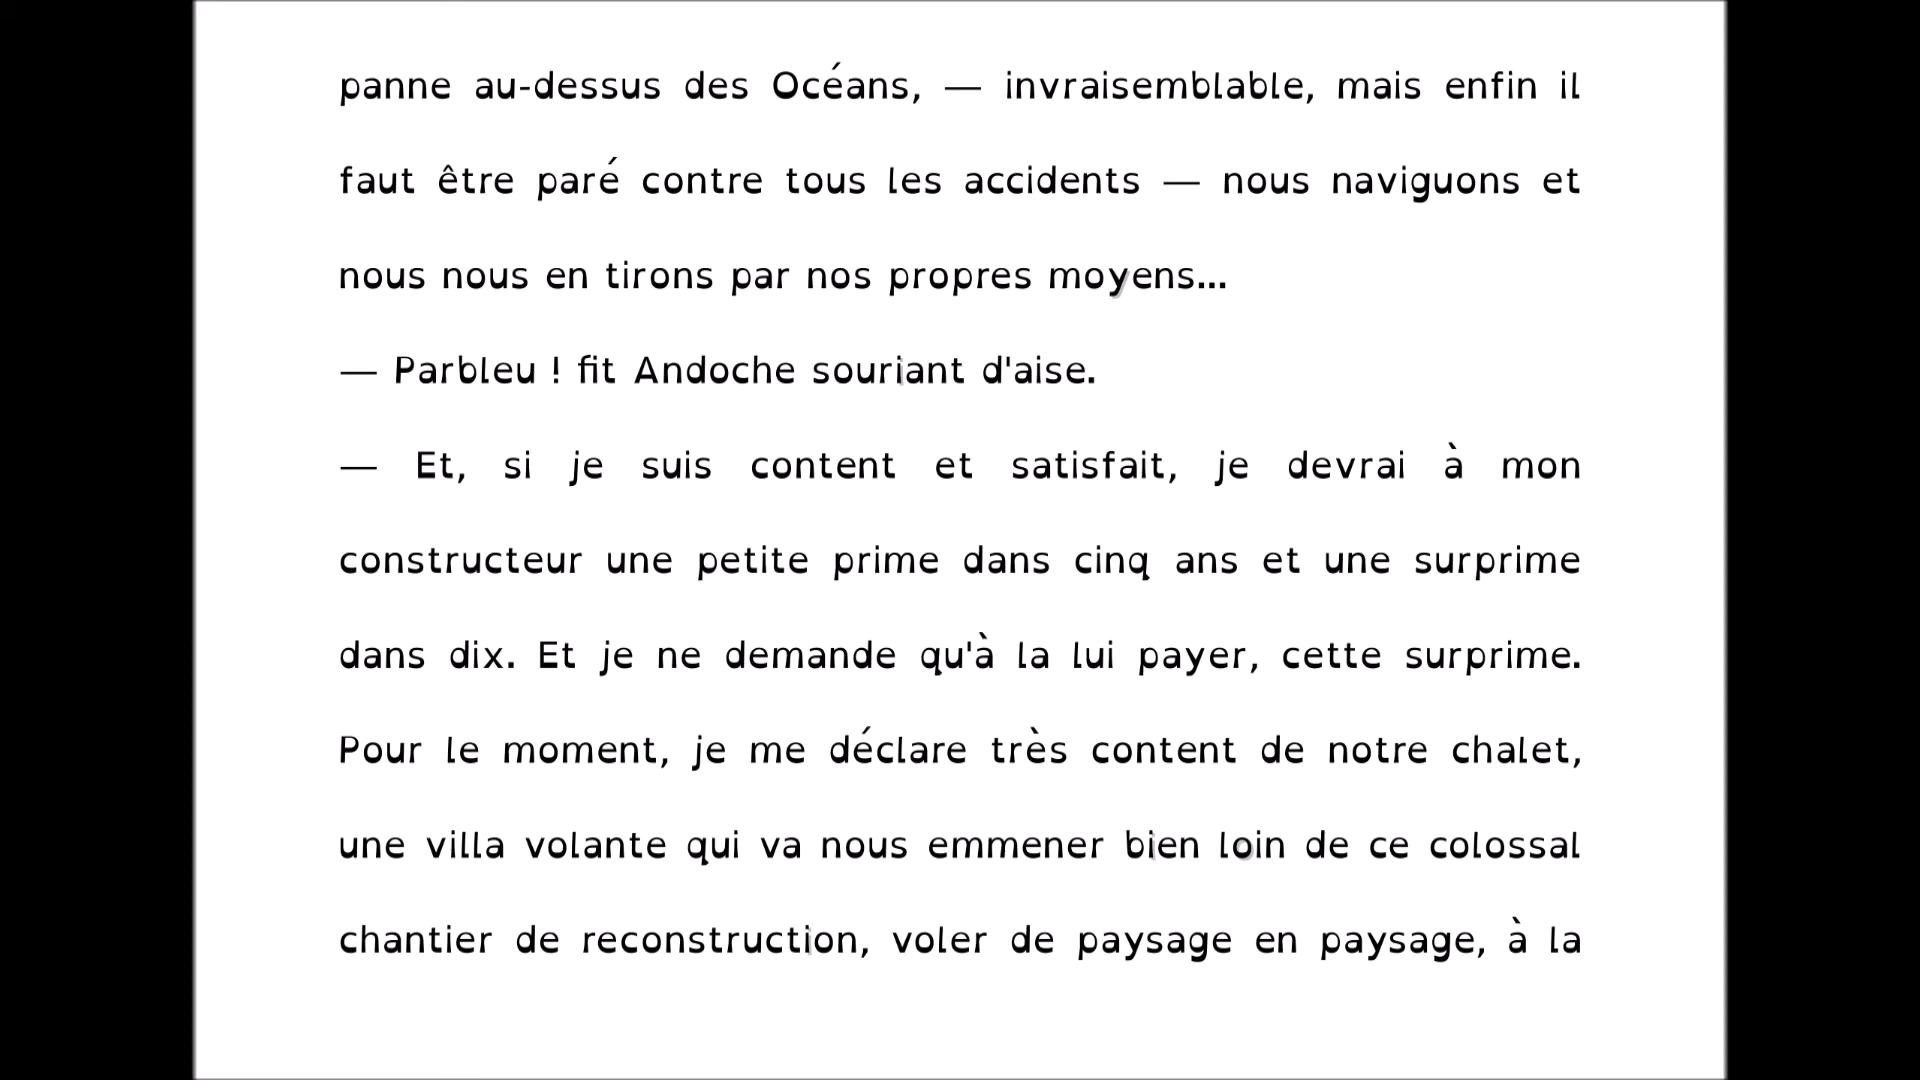 panne au-dessus des Océans, — invraisemblable, mais enfin il
faut être paré contre tous les accidents — nous naviguons et
nous nous en tirons par nos propres moyens...
— Parbleu ! fit Andoche souriant d'aise.
— Et, si je suis content et satisfait, je devrai à mon
constructeur une petite prime dans cinq ans et une surprime
dans dix. Et je ne demande qu'à la lui payer, cette surprime.
Pour le moment, je me déclare très content de notre chalet,
une villa volante qui va nous emmener bien loin de ce colossal
chantier de reconstruction, voler de paysage en paysage, à la